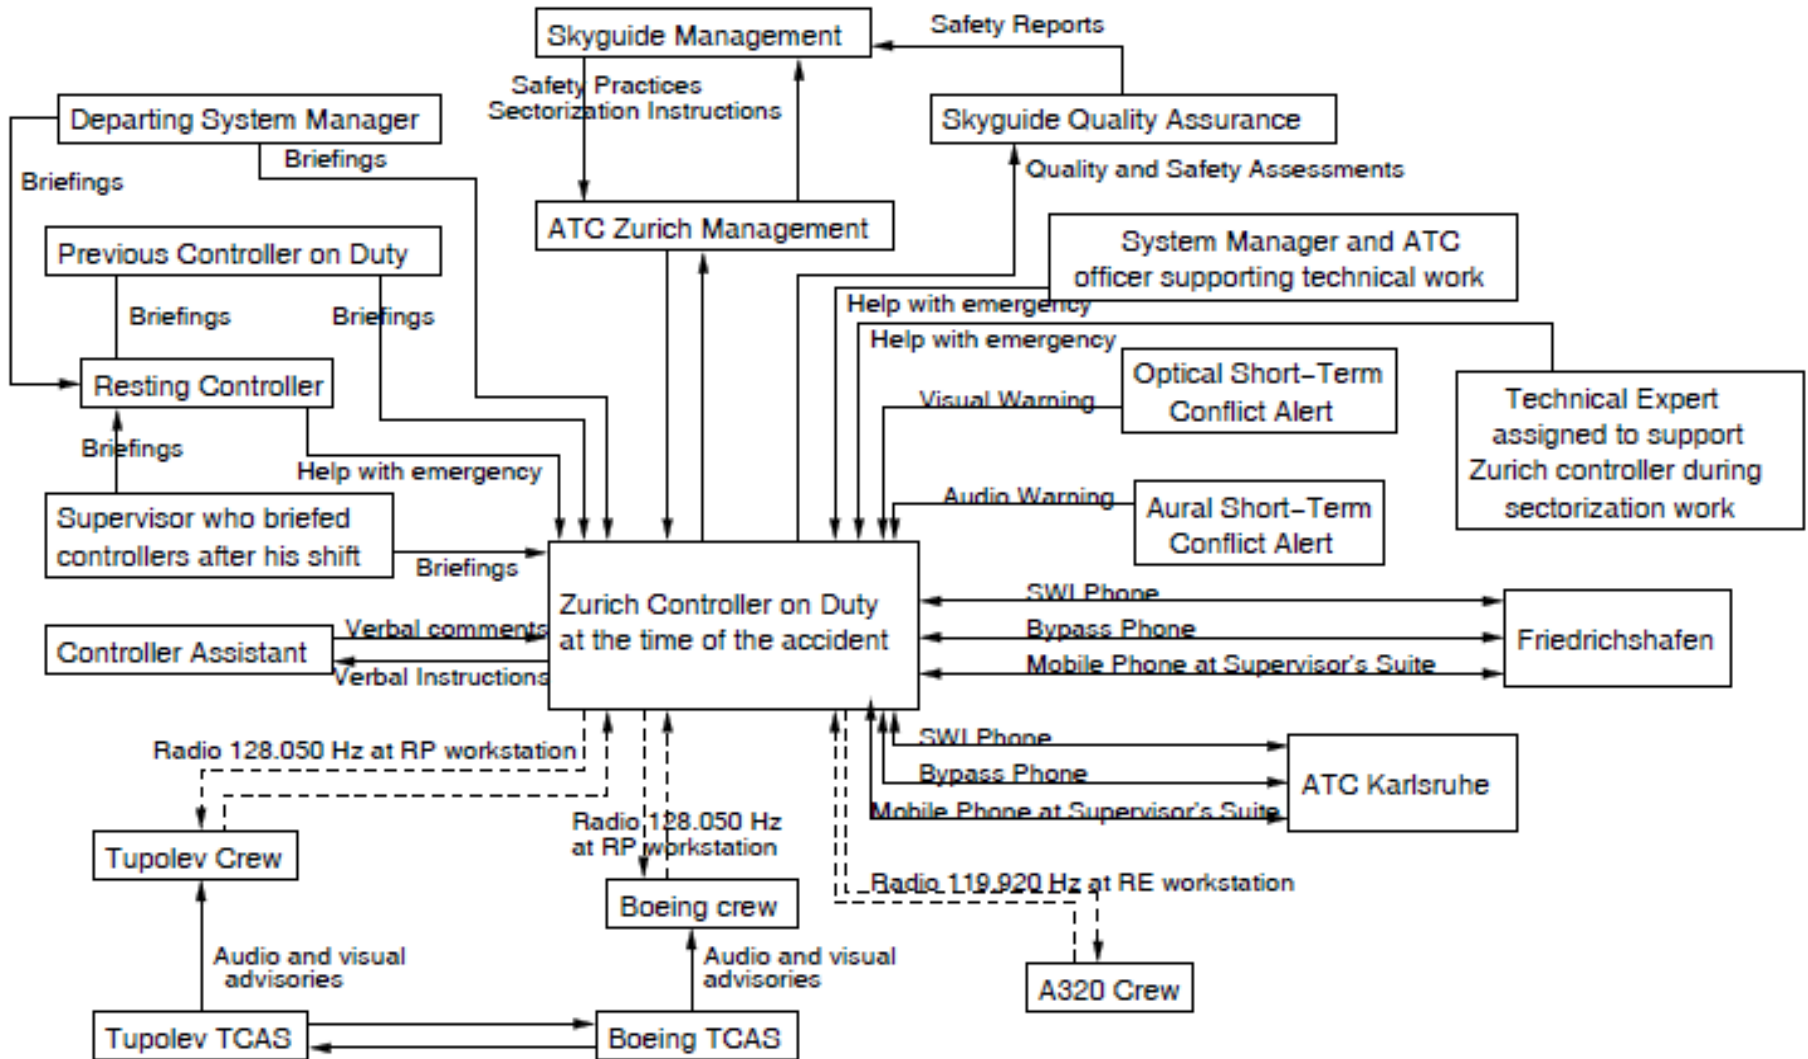 Skyguide Management
Safety Reports
Safety Practices
Sectorization Instructions
Departing System Manager
Skyguide Quality Assurance
Briefings
Briefings
Quality and Safety Assessments
ATC Zurich Management
System Manager and ATC
officer supporting technical work
Previous Controller on Duty
Help with emergency
Briefings
Briefings
Help with emergency
Resting Controller
Optical Short-Term
Conflict Alert
Visual Warning
Technical Expert
assigned to support
Zurich controller during
sectorization work
Briefings
Help with emergency
Audio Warning
Aural Short-Term
Conflict Alert
Supervisor who briefed
controllers after his shift
Briefings
Zurich Controller on Duty
at the time of the accident
SWI Phone
Bypass Phone
Mobile Phone at Supervisor's Suite
Friedrichshafen
Verbal comments
Controller Assistant
Verbal Instructions
Radio 128.050 Hz at RP workstation
SWI Phone
Bypass Phone
Mobile Phone at Supervisor's Suite
ATC Karlsruhe
Radio 128.050 Hz
at RP workstation
Tupolev Crew
Radio 119.920 Hz at RE workstation
Boeing crew
Audio and visual
advisories
Audio and visual
advisories
A320 Crew
Tupolev TCAS
Boeing TCAS